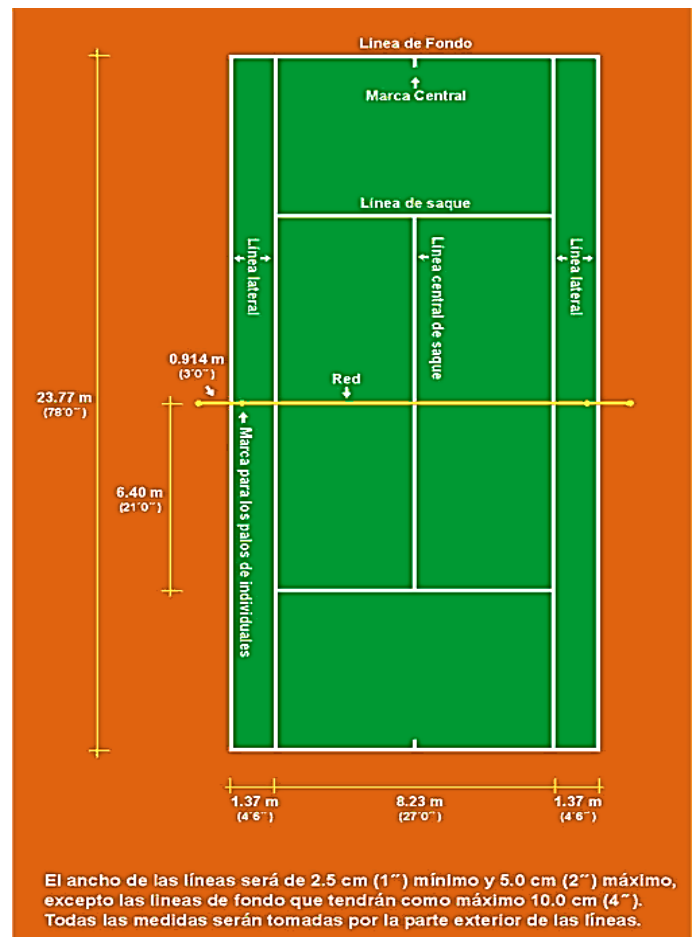 Línea de Fondo
Marca Central
Línea de saque
Línea lateral
Línea central de saque
Línea lateral
0.914 m
(3´0˝)
Red
23.77 m
(78´0˝)
6.40 m
(21´0˝)
Marca para los palos de individuales
1.37 m
(4´6˝)
8.23 m
(27´0˝)
1.37 m
(4´6˝)
El ancho de las líneas será de 2.5 cm (1˝) mínimo y 5.0 cm (2˝) máximo,
excepto las lineas de fondo que tendrán como máximo 10.0 cm (4˝).
Todas las medidas serán tomadas por la parte exterior de las líneas.